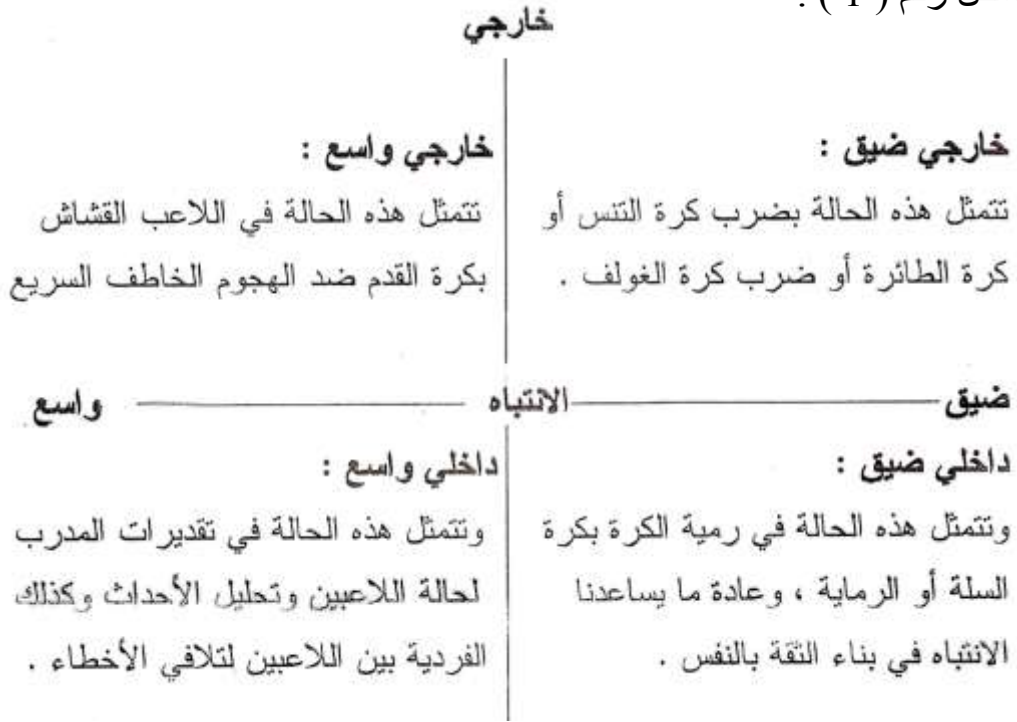 رقم ( 1 ) .
خارجي
خارجي ضيق :
تتمثل هذه الحالة بضرب كرة التنس أو
كرة الطائرة أو ضرب كرة الغولف .
خارجي واسع :
تتمثل هذه الحالة في اللاعب القشاش
بكرة القدم ضد الهجوم الخاطف السريع
ضيق الانتباه واسع
داخلي ضيق :
وتتمثل هذه الحالة في رمية الكرة بكرة
السلة أو الرماية ، وعادة ما يساعدنا
الانتباه في بناء الثقة بالنفس .
داخلي واسع :
وتتمثل هذه الحالة في تقديرات المدرب
لحالة اللاعبين وتحليل الأحداث وكذلك
الفردية بين اللاعبين لتلافي الأخطاء .